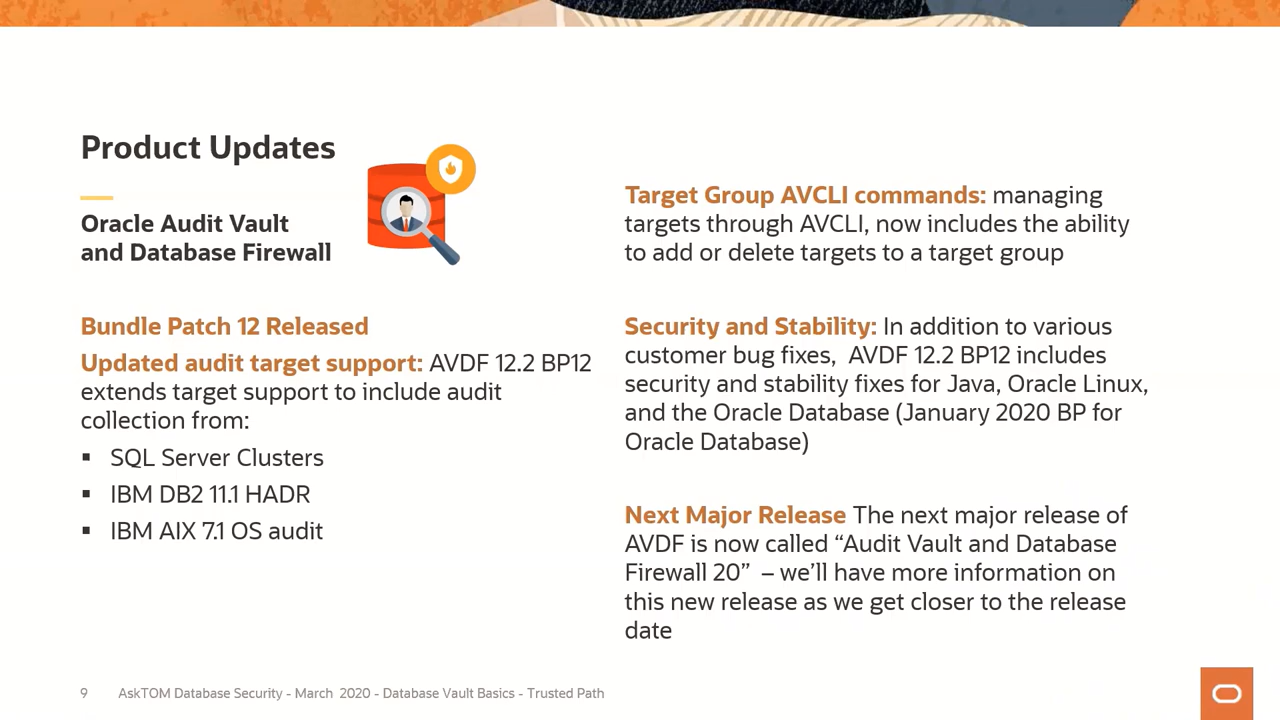 Product Updates
Oracle Audit Vault
and Database Firewall
Bundle Patch 12 Released
Updated audit target support: AVDF 12.2 BP12
extends target support to include audit
collection from:
▪ SQL Server Clusters
▪ IBM DB2 11.1 HADR
▪ IBM AIX 7.1 OS audit
Target Group AVCLI commands: managing
targets through AVCLI, now includes the ability
to add or delete targets to a target group
Security and Stability: In addition to various
customer bug fixes,  AVDF 12.2 BP12 includes
security and stability fixes for Java, Oracle Linux,
and the Oracle Database (January 2020 BP for
Oracle Database)
Next Major Release The next major release of
AVDF is now called “Audit Vault and Database
Firewall 20”  – we’ll have more information on
this new release as we get closer to the release
date
9 AskTOM Database Security - March  2020 - Database Vault Basics - Trusted Path